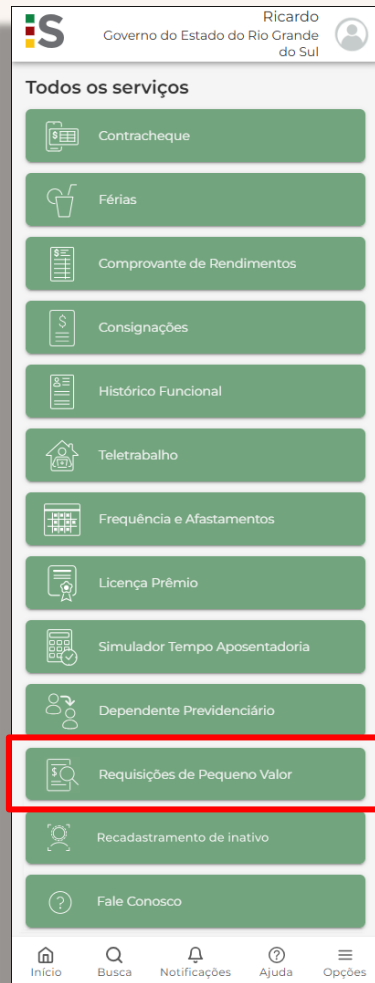 S
Ricardo
Governo do Estado do Rio Grande
do Sul
Todos os serviços
Contracheque
Férias
Comprovante de Rendimentos
Consignações
Histórico Funcional
Teletrabalho
Frequência e Afastamentos
Licença Prêmio
Simulador Tempo Aposentadoria
Dependente Previdenciário
Requisições de Pequeno Valor
Recadastramento de inativo
Fale Conosco
Início Busca Notificações Ajuda Opções